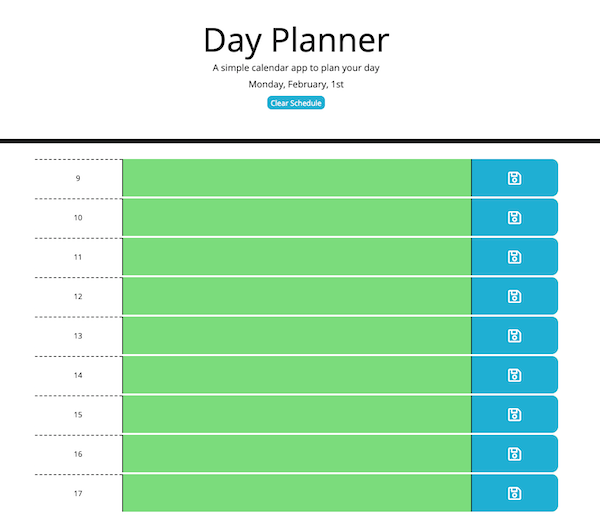 Day Planner
A simple calendar app to plan your day
Monday, February, 1st
Clear Schedule
9
10
11
12
13
14
15
16
17